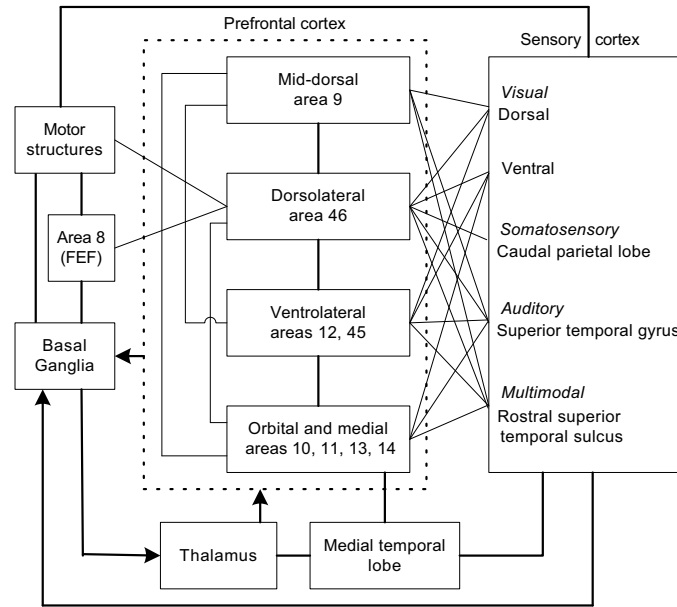 Prefrontal cortex
Sensory cortex
Mid-dorsal
area 9
Visual
Dorsal
Motor
structures
Ventral
Dorsolateral
area 46
Area 8
(FEF)
Somatosensory
Caudal parietal lobe
Ventrolateral
areas 12, 45
Auditory
Superior temporal gyrus
Basal
Ganglia
Multimodal
Rostral superior
temporal sulcus
Orbital and medial
areas 10, 11, 13, 14
Thalamus
Medial temporal
lobe